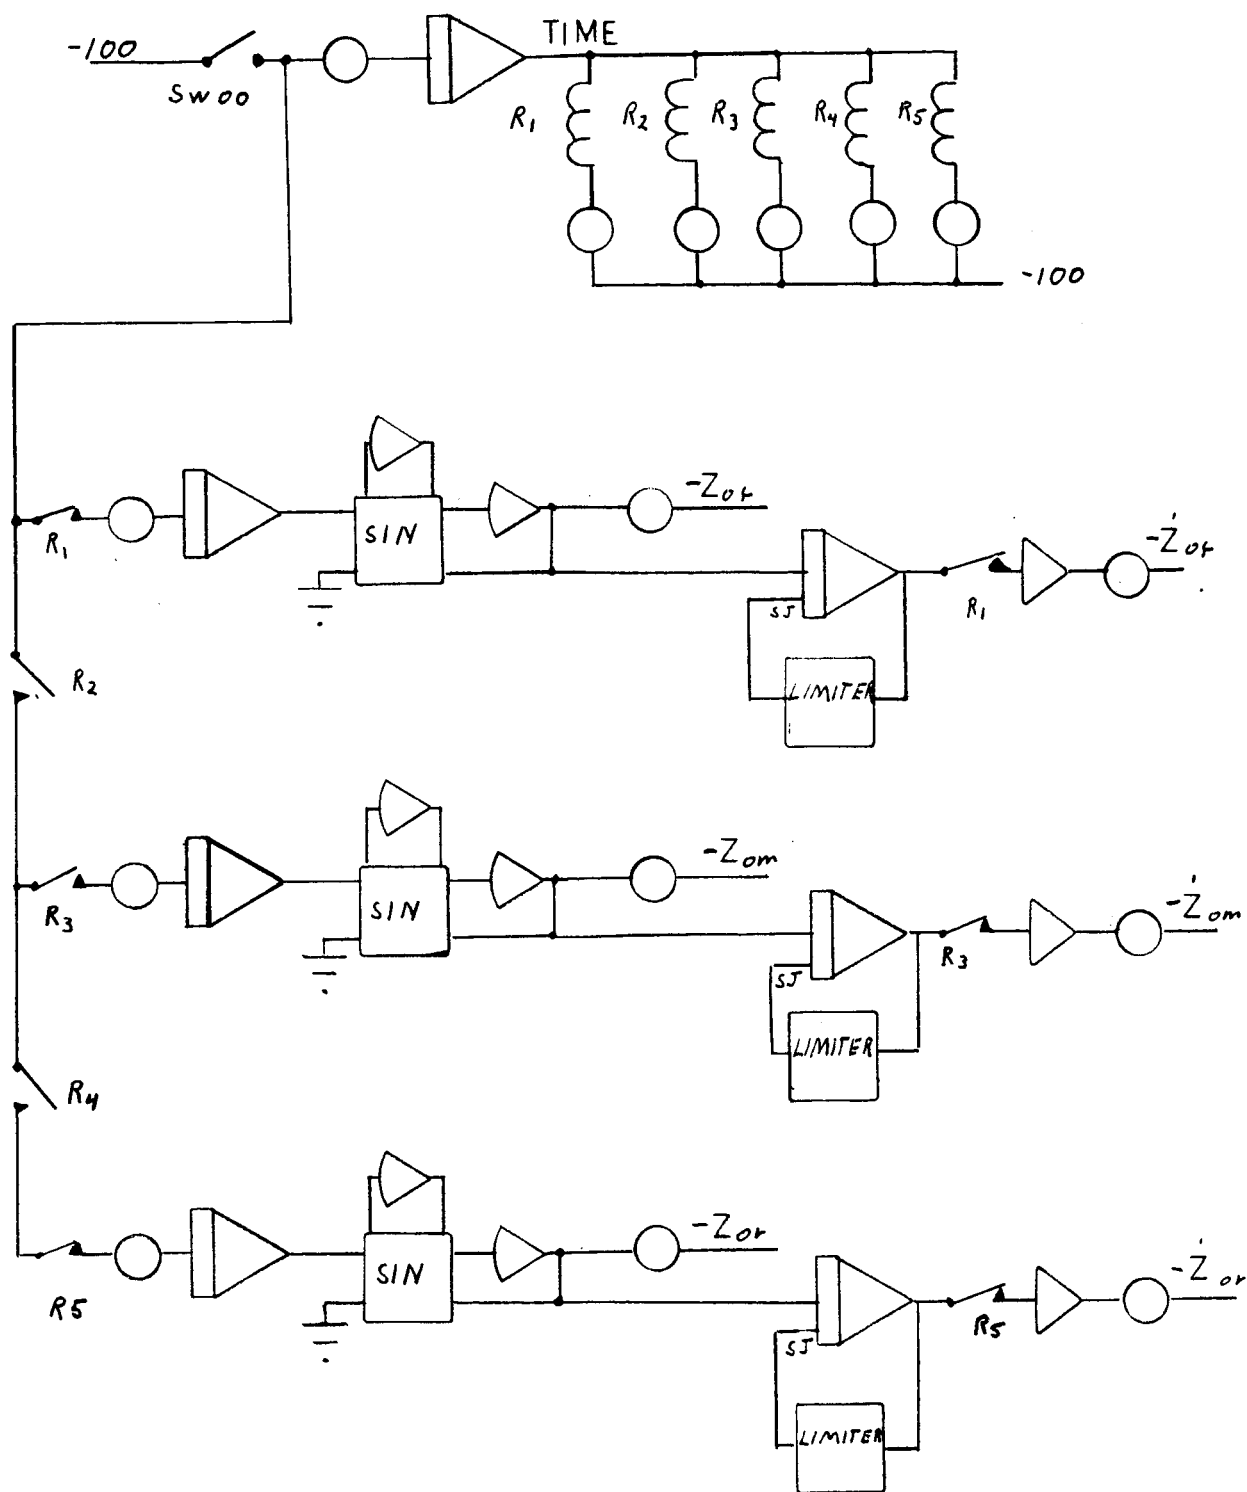 -100
SW00
TIME
R1
R2
R3
R4
R5
-100
SIN
-Zof
R1
SJ
LIMITER
R1
-Żof
R2
SIN
-Zom
R3
SJ
LIMITER
R3
-Żom
R4
SIN
-Zor
R5
SJ
LIMITER
R5
-Żor